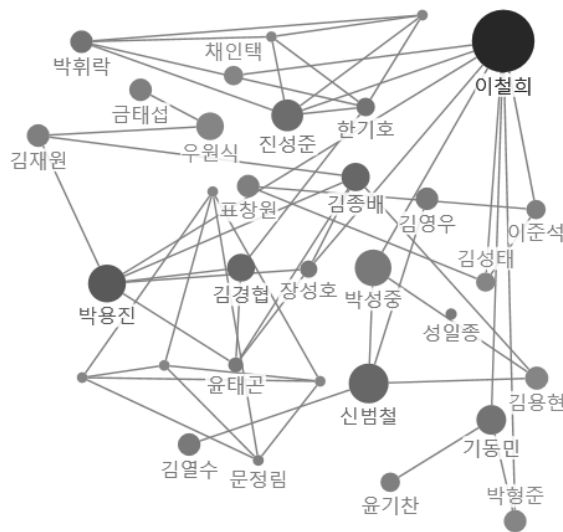 채인택
박휘락
이철희
금태섭
진성준
한기호
우원식
김재원
표창원
김종배
김영우
이준석
김성태
김경협
장성호
박성중
박용진
성일종
윤태곤
김용현
신범철
기동민
김열수
문정림
박형준
윤기찬